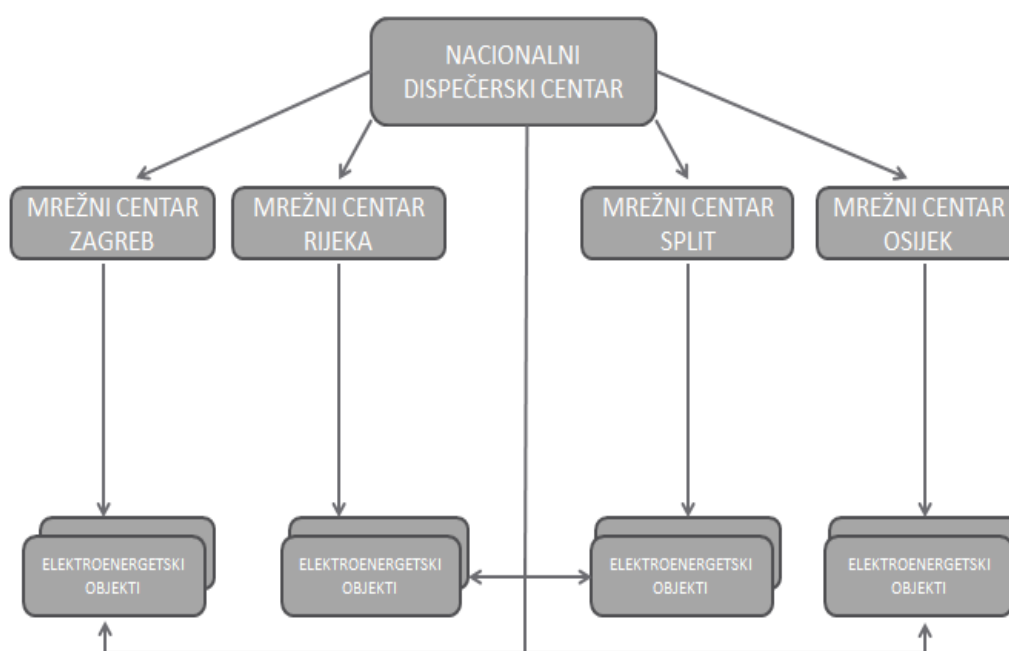 NACIONALNI
DISPEČERSKI CENTAR
MREŽNI CENTAR
ZAGREB
MREŽNI CENTAR
RIJEKA
MREŽNI CENTAR
SPLIT
MREŽNI CENTAR
OSIJEK
ELEKTROENERGETSKI
OBJEKTI
ELEKTROENERGETSKI
OBJEKTI
ELEKTROENERGETSKI
OBJEKTI
ELEKTROENERGETSKI
OBJEKTI